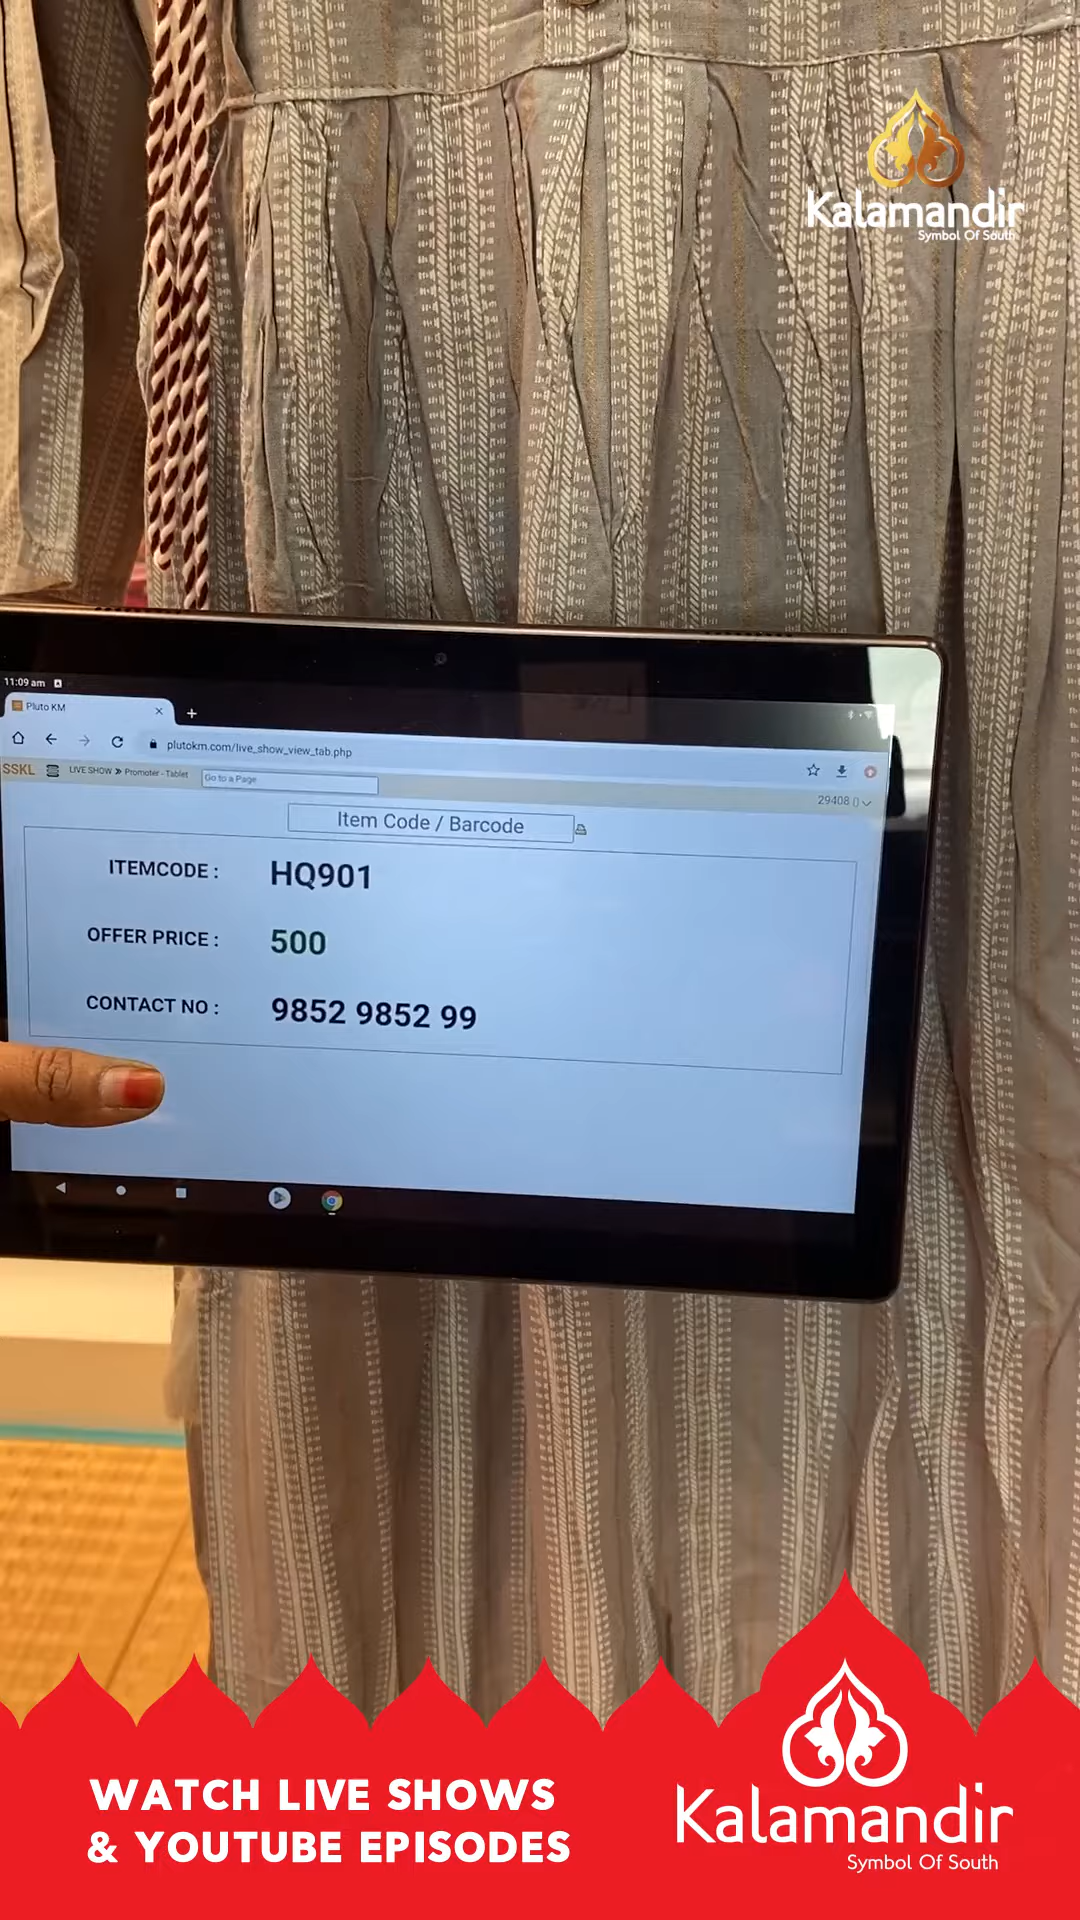 Kalamandir
Symbol Of South
11:09 am
Pluto KM
plutokm.com/live_show_view_tab.php
SSKL
LIVE SHOW » Promoter - Tablet
Go to a Page
29408 ()
Item Code / Barcode
ITEMCODE : HQ901
OFFER PRICE : 500
CONTACT NO : 9852 9852 99
WATCH LIVE SHOWS
& YOUTUBE EPISODES
Kalamandir
Symbol Of South